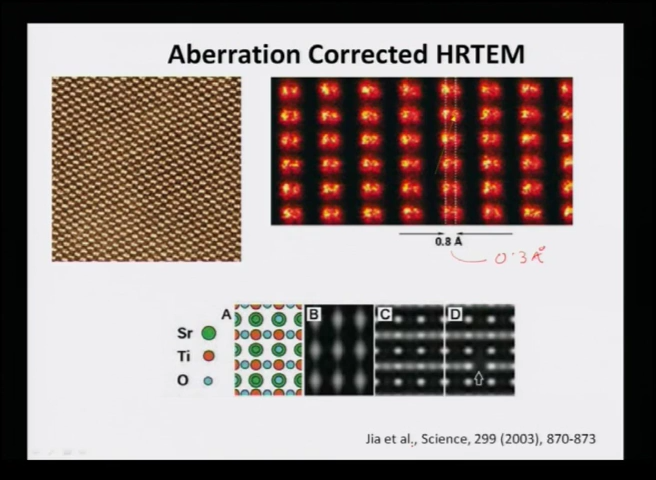 Aberration Corrected HRTEM
0.8 Å
0.3 Å
A
B
C
D
Sr
Ti
O
Jia et al., Science, 299 (2003), 870-873